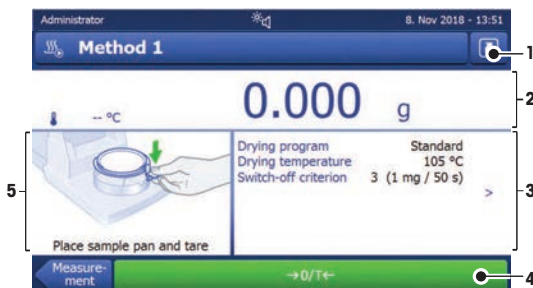 Administrator
8. Nov 2018 - 13:51
Method 1
1
0.000 g
-- °C
2
Drying program Standard
Drying temperature 105 °C
Switch-off criterion 3 (1 mg / 50 s)
>
3
5
Place sample pan and tare
Measure-
ment
→0/T←
4